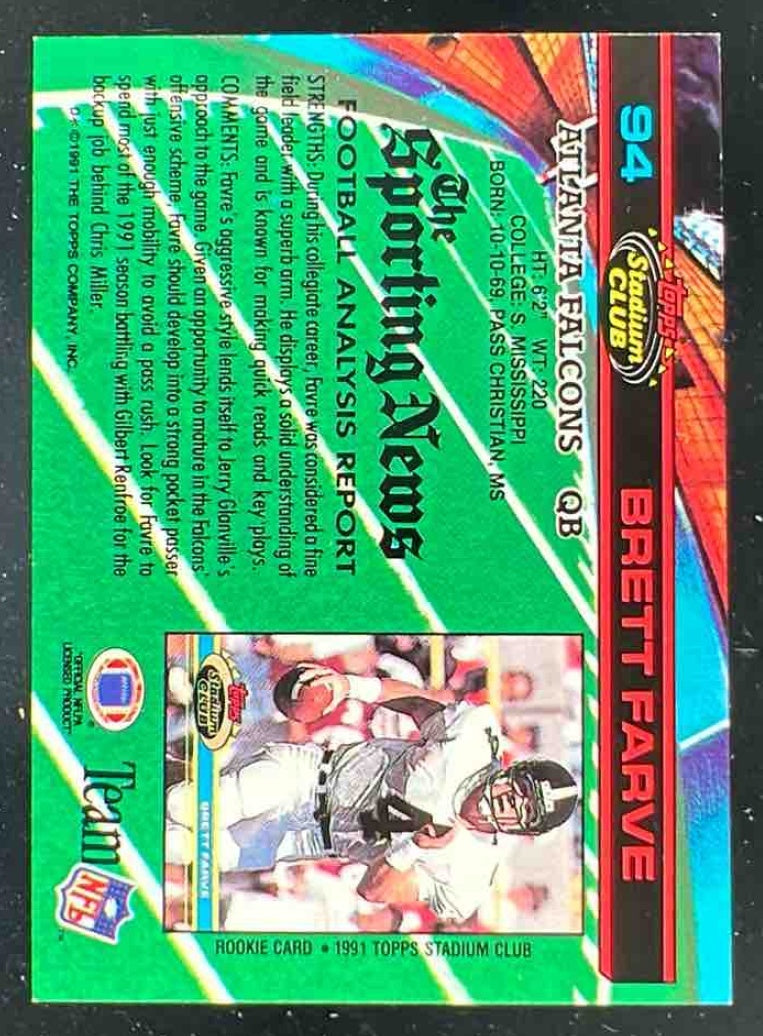 94
Topps
Stadium
CLUB
BRETT FARVE
ATLANTA FALCONS QB
HT: 6'2" WT: 220
COLLEGE: S. MISSISSIPPI
BORN: 10-10-69, PASS CHRISTIAN, MS
The
Sporting News
FOOTBALL ANALYSIS REPORT
STRENGTHS: During his collegiate career, Favre was considered a fine
field leader with a superb arm. He displays a solid understanding of
the game and is known for making quick reads and key plays.
COMMENTS: Favre's aggressive style lends itself to Jerry Glanville's
approach to the game. Given an opportunity to mature in the Falcons'
offensive scheme, Favre should develop into a strong pocket passer
with just enough mobility to avoid a pass rush. Look for Favre to
spend most of the 1991 season battling with Gilbert Renfroe for the
backup job behind Chris Miller.
D* ©1991 THE TOPPS COMPANY, INC.
4
Topps
Stadium
CLUB
BRETT FARVE
ROOKIE CARD • 1991 TOPPS STADIUM CLUB
®
"OFFICIAL NFLPA
LICENSED PRODUCT"
Team
NFL
™